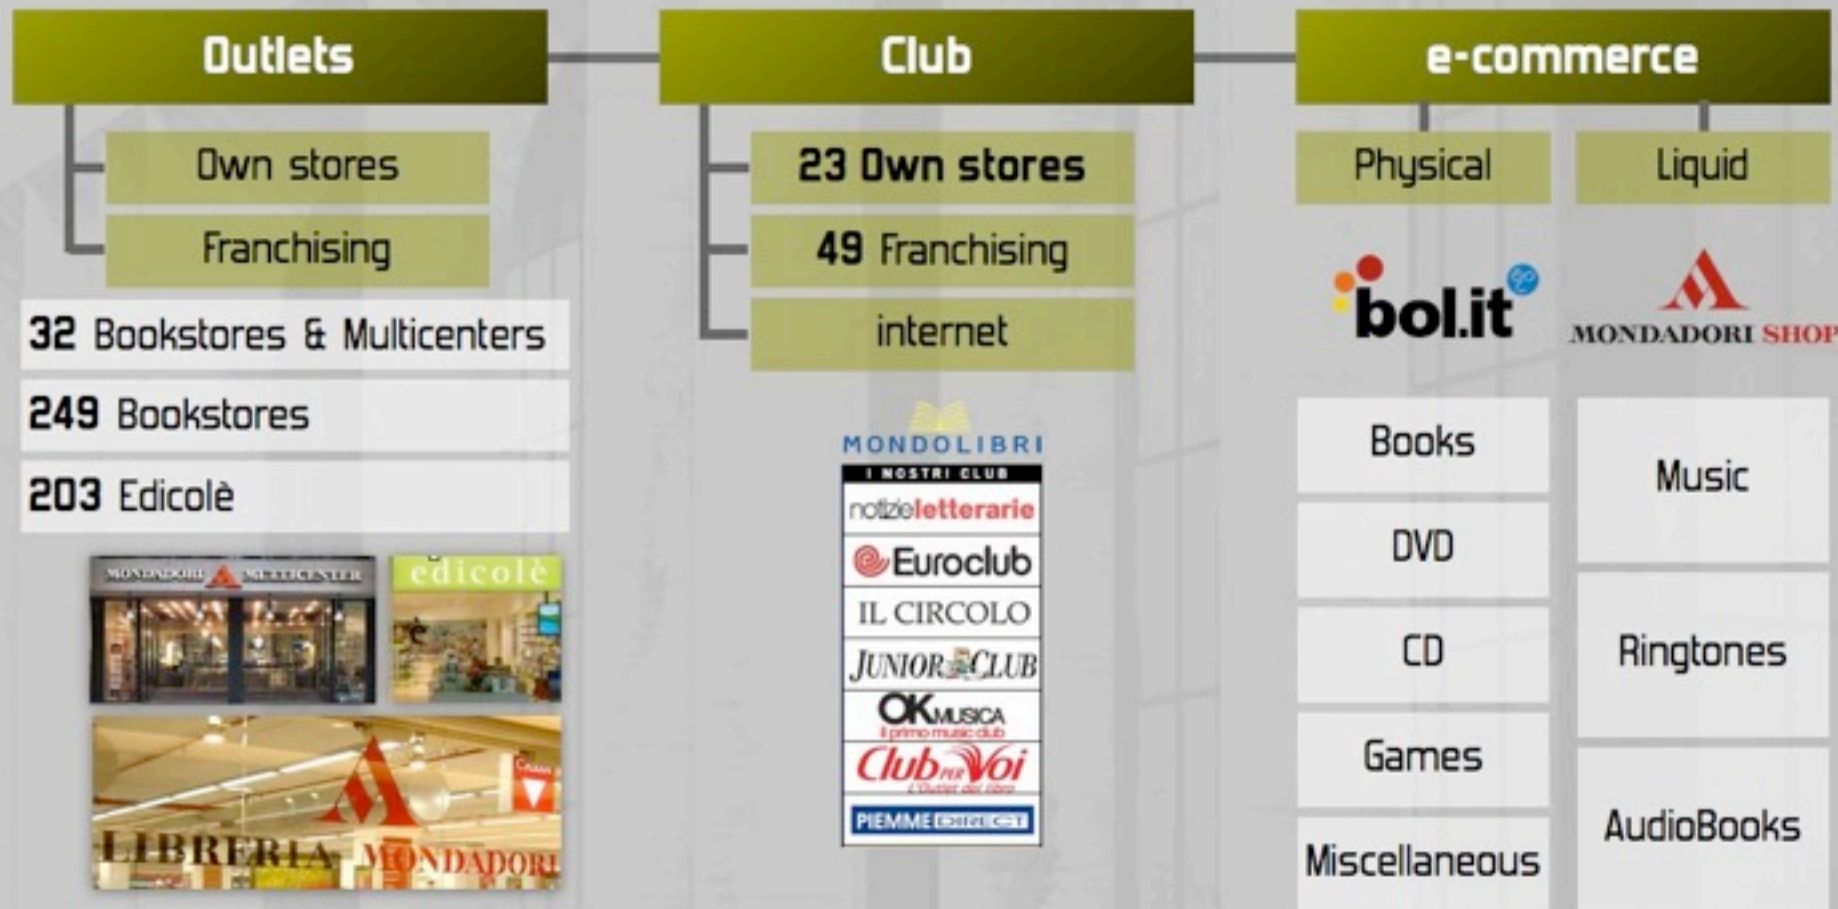 Outlets
Own stores
Franchising
32 Bookstores & Multicenters
249 Bookstores
203 Edicolè
MONDADORI MULTICENTER
edicolè
LIBRERIA MONDADORI
Club
23 Own stores
49 Franchising
internet
MONDOLIBRI
I NOSTRI CLUB
notizieletterarie
Euroclub
IL CIRCOLO
JUNIOR CLUB
OK MUSICA
il primo music club
Club PER Voi
L'Outlet del libro
PIEMME DIRECT
e-commerce
Physical
bol.it
Books
DVD
CD
Games
Miscellaneous
Liquid
MONDADORI SHOP
Music
Ringtones
AudioBooks